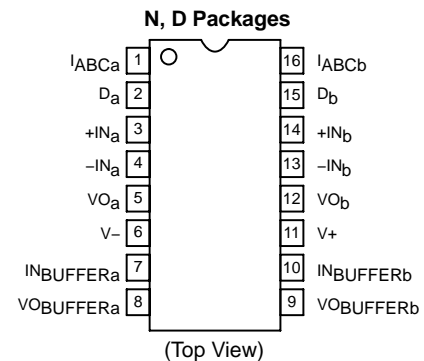 N, D Packages
IABCa 1 16 IABCb
Da 2 15 Db
+INa 3 14 +INb
−INa 4 13 −INb
VOa 5 12 VOb
V− 6 11 V+
INBUFFERa 7 10 INBUFFERb
VOBUFFERa 8 9 VOBUFFERb
(Top View)